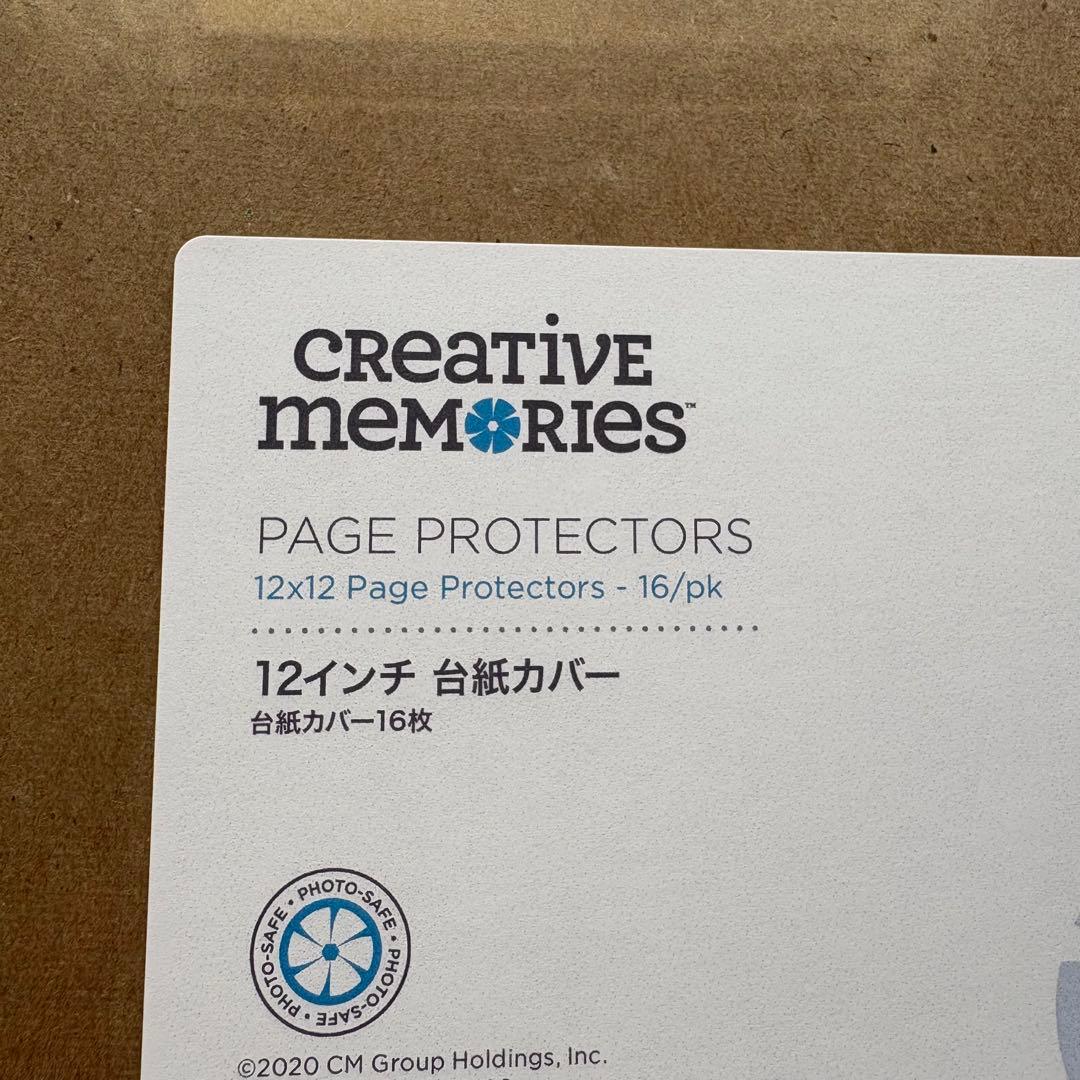 CREATIVE
MEMORIES™
PAGE PROTECTORS
12x12 Page Protectors - 16/pk
12インチ 台紙カバー
台紙カバー16枚
PHOTO-SAFE • PHOTO-SAFE • PHOTO-SAFE • PHOTO-SAFE •
©2020 CM Group Holdings, Inc.